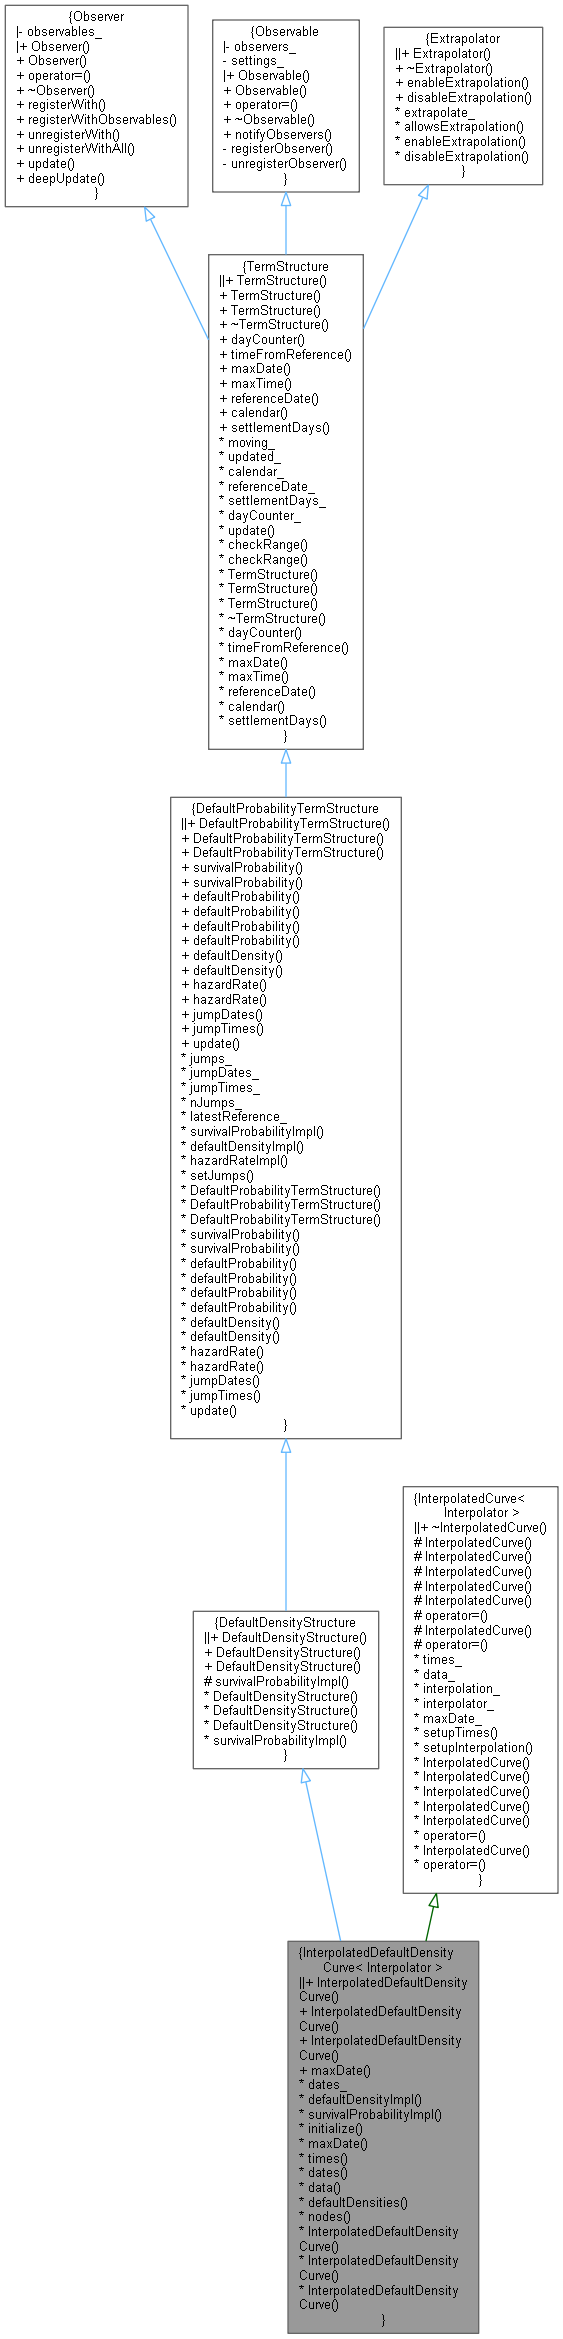 {Observer
|- observables_
|+ Observer()
+ Observer()
+ operator=()
+ ~Observer()
+ registerWith()
+ registerWithObservables()
+ unregisterWith()
+ unregisterWithAll()
+ update()
+ deepUpdate()
}
{Observable
|- observers_
- settings_
|+ Observable()
+ Observable()
+ operator=()
+ ~Observable()
+ notifyObservers()
- registerObserver()
- unregisterObserver()
}
{Extrapolator
||+ Extrapolator()
+ ~Extrapolator()
+ enableExtrapolation()
+ disableExtrapolation()
* extrapolate_
* allowsExtrapolation()
* enableExtrapolation()
* disableExtrapolation()
}
{TermStructure
||+ TermStructure()
+ TermStructure()
+ TermStructure()
+ ~TermStructure()
+ dayCounter()
+ timeFromReference()
+ maxDate()
+ maxTime()
+ referenceDate()
+ calendar()
+ settlementDays()
* moving_
* updated_
* calendar_
* referenceDate_
* settlementDays_
* dayCounter_
* update()
* checkRange()
* checkRange()
* TermStructure()
* TermStructure()
* TermStructure()
* ~TermStructure()
* dayCounter()
* timeFromReference()
* maxDate()
* maxTime()
* referenceDate()
* calendar()
* settlementDays()
}
{DefaultProbabilityTermStructure
||+ DefaultProbabilityTermStructure()
+ DefaultProbabilityTermStructure()
+ DefaultProbabilityTermStructure()
+ survivalProbability()
+ survivalProbability()
+ defaultProbability()
+ defaultProbability()
+ defaultProbability()
+ defaultProbability()
+ defaultDensity()
+ defaultDensity()
+ hazardRate()
+ hazardRate()
+ jumpDates()
+ jumpTimes()
+ update()
* jumps_
* jumpDates_
* jumpTimes_
* nJumps_
* latestReference_
* survivalProbabilityImpl()
* defaultDensityImpl()
* hazardRateImpl()
* setJumps()
* DefaultProbabilityTermStructure()
* DefaultProbabilityTermStructure()
* DefaultProbabilityTermStructure()
* survivalProbability()
* survivalProbability()
* defaultProbability()
* defaultProbability()
* defaultProbability()
* defaultProbability()
* defaultDensity()
* defaultDensity()
* hazardRate()
* hazardRate()
* jumpDates()
* jumpTimes()
* update()
}
{InterpolatedCurve<
Interpolator >
||+ ~InterpolatedCurve()
# InterpolatedCurve()
# InterpolatedCurve()
# InterpolatedCurve()
# InterpolatedCurve()
# InterpolatedCurve()
# operator=()
# InterpolatedCurve()
# operator=()
* times_
* data_
* interpolation_
* interpolator_
* maxDate_
* setupTimes()
* setupInterpolation()
* InterpolatedCurve()
* InterpolatedCurve()
* InterpolatedCurve()
* InterpolatedCurve()
* InterpolatedCurve()
* operator=()
* InterpolatedCurve()
* operator=()
}
{DefaultDensityStructure
||+ DefaultDensityStructure()
+ DefaultDensityStructure()
+ DefaultDensityStructure()
# survivalProbabilityImpl()
* DefaultDensityStructure()
* DefaultDensityStructure()
* DefaultDensityStructure()
* survivalProbabilityImpl()
}
{InterpolatedDefaultDensity
Curve< Interpolator >
||+ InterpolatedDefaultDensity
Curve()
+ InterpolatedDefaultDensity
Curve()
+ InterpolatedDefaultDensity
Curve()
+ maxDate()
* dates_
* defaultDensityImpl()
* survivalProbabilityImpl()
* initialize()
* maxDate()
* times()
* dates()
* data()
* defaultDensities()
* nodes()
* InterpolatedDefaultDensity
Curve()
* InterpolatedDefaultDensity
Curve()
* InterpolatedDefaultDensity
Curve()
}